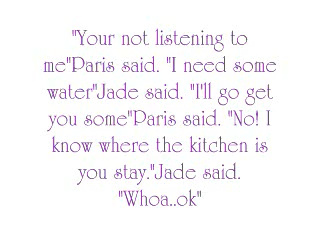 "Your not listening to
me"Paris said. "I need some
water"Jade said. "I'll go get
you some"Paris said. "No! I
know where the kitchen is
you stay."Jade said.
"Whoa..ok"